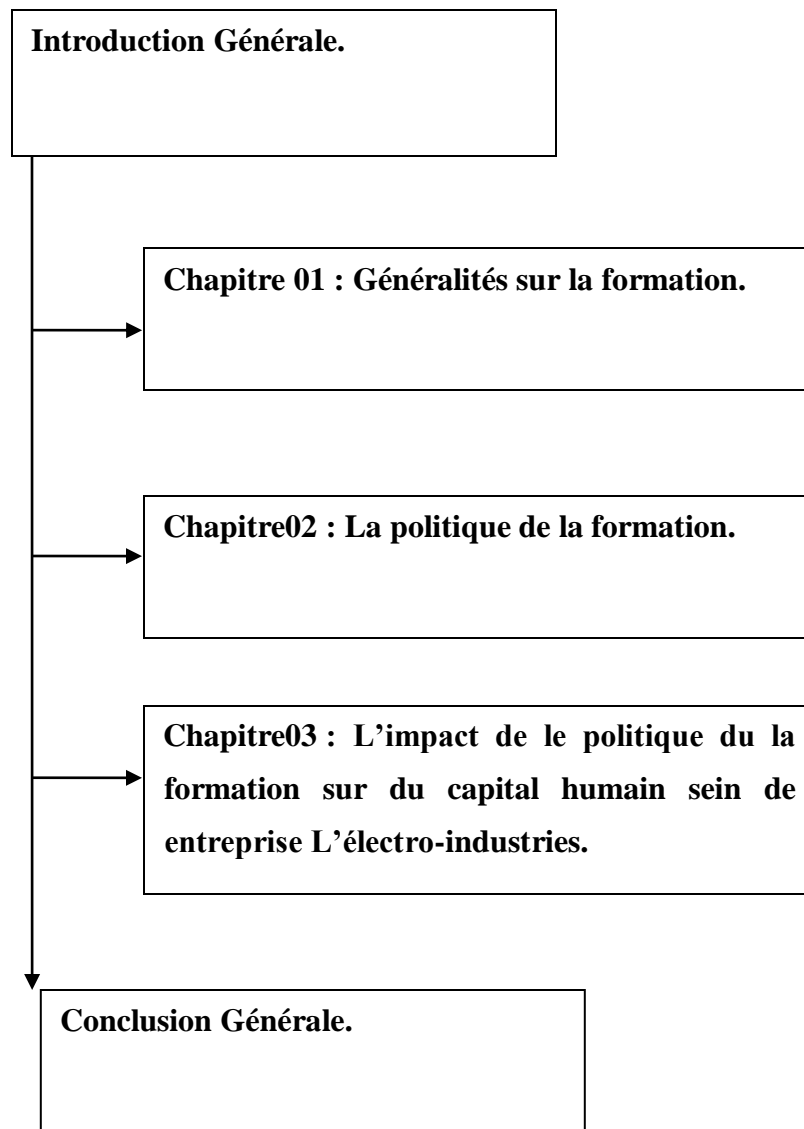 Introduction Générale.
Chapitre 01 : Généralités sur la formation.
Chapitre02 : La politique de la formation.
Chapitre03 : L’impact de le politique du la
formation sur du capital humain sein de
entreprise L’électro-industries.
Conclusion Générale.